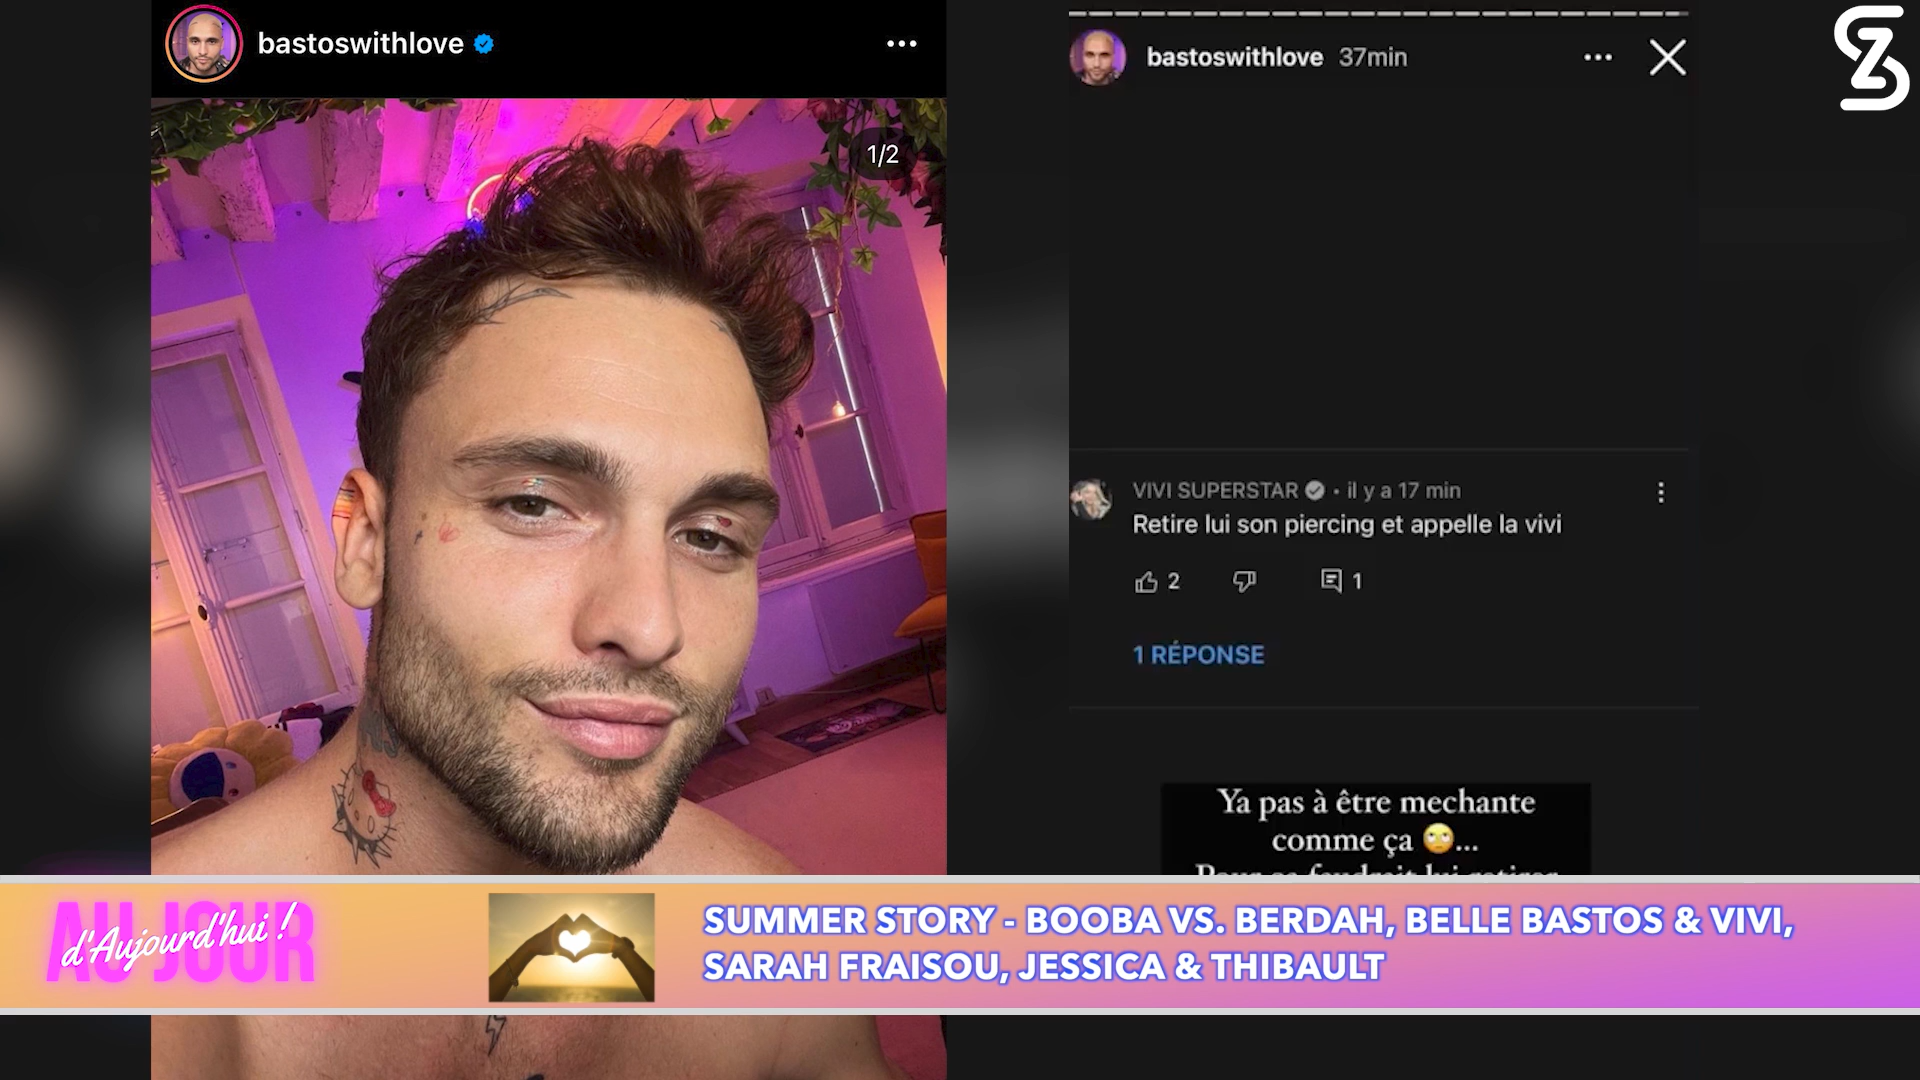 bastoswithlove
1/2
bastoswithlove 37min
VIVI SUPERSTAR • il y a 17 min
Retire lui son piercing et appelle la vivi
2
1
1 RÉPONSE
Ya pas à être mechante
comme ça 🙄...
AU JOUR
d'Aujourd'hui !
SUMMER STORY - BOOBA VS. BERDAH, BELLE BASTOS & VIVI,
SARAH FRAISOU, JESSICA & THIBAULT